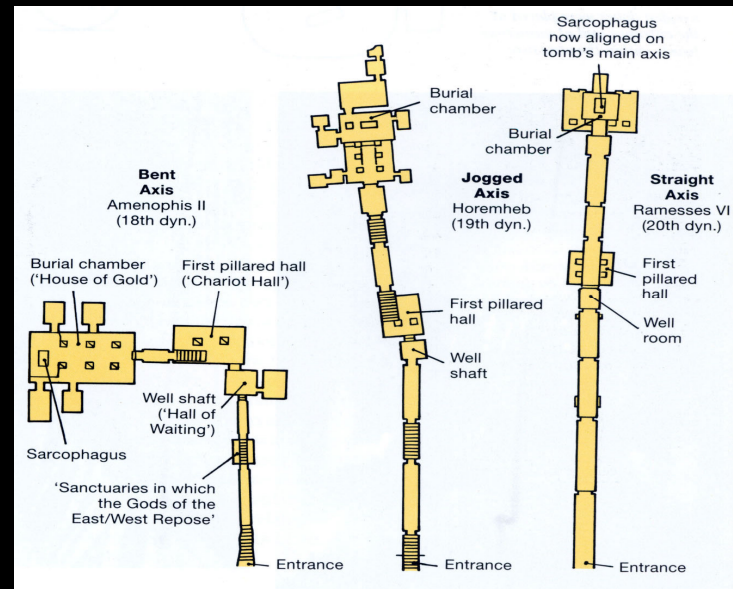 Bent
Axis
Amenophis II
(18th dyn.)
Burial chamber
(‘House of Gold’)
First pillared hall
(‘Chariot Hall’)
Well shaft
(‘Hall of
Waiting’)
Sarcophagus
‘Sanctuaries in which
the Gods of the
East/West Repose’
Entrance
Burial
chamber
Jogged
Axis
Horemheb
(19th dyn.)
First pillared
hall
Well
shaft
Entrance
Sarcophagus
now aligned on
tomb’s main axis
Burial
chamber
Straight
Axis
Ramesses VI
(20th dyn.)
First
pillared
hall
Well
room
Entrance